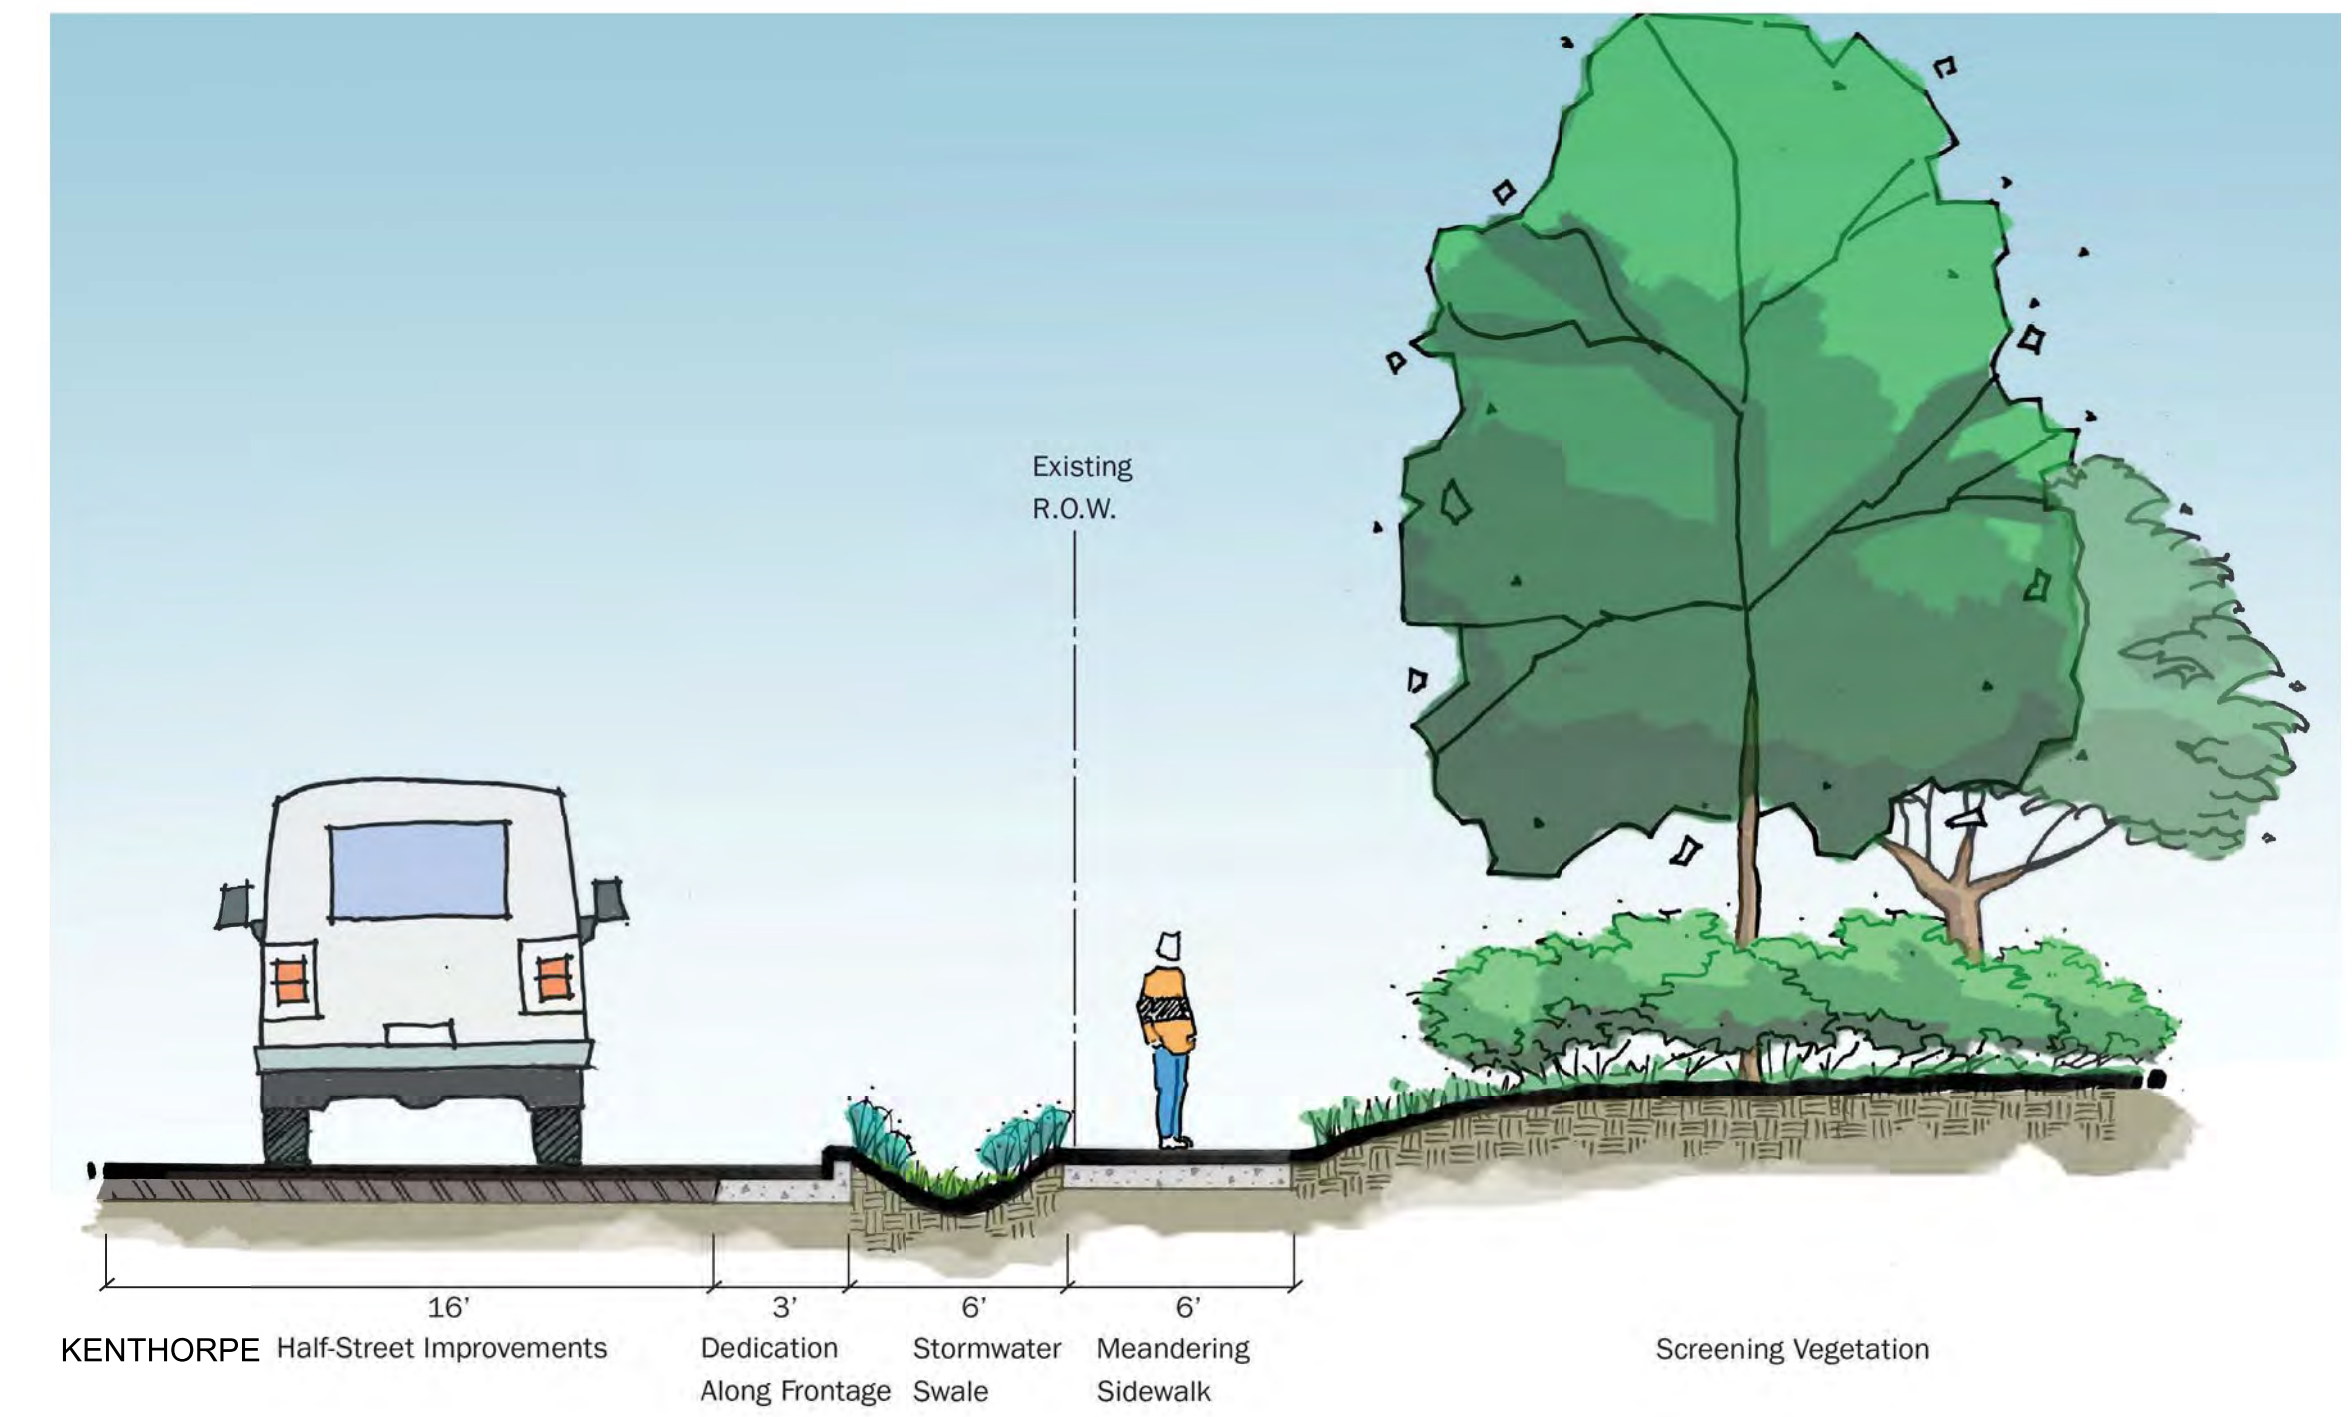 Existing
R.O.W.
16’
3’
6’
6’
KENTHORPE Half-Street Improvements
Dedication
Along Frontage
Stormwater
Swale
Meandering
Sidewalk
Screening Vegetation